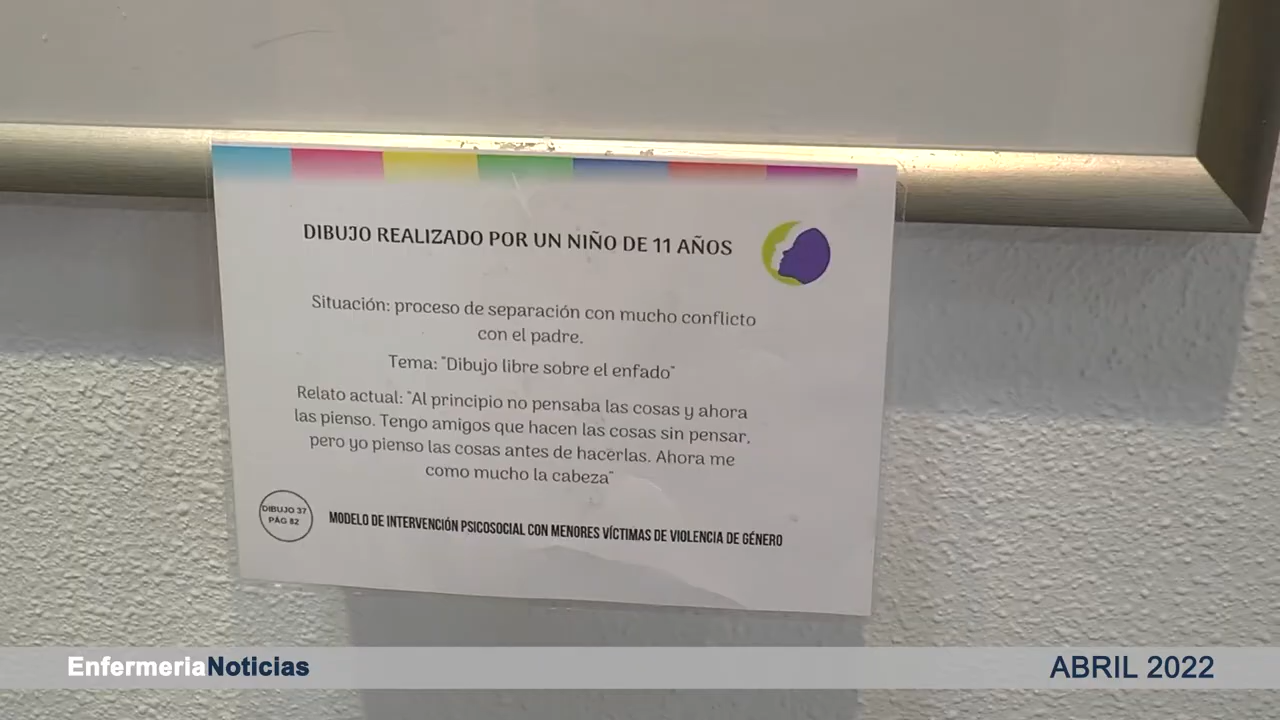 DIBUJO REALIZADO POR UN NIÑO DE 11 AÑOS
Situación: proceso de separación con mucho conflicto
con el padre.
Tema: "Dibujo libre sobre el enfado"
Relato actual: "Al principio no pensaba las cosas y ahora
las pienso. Tengo amigos que hacen las cosas sin pensar,
pero yo pienso las cosas antes de hacerlas. Ahora me
como mucho la cabeza"
DIBUJO 37
PÁG 82
MODELO DE INTERVENCIÓN PSICOSOCIAL CON MENORES VÍCTIMAS DE VIOLENCIA DE GÉNERO
EnfermeriaNoticias
ABRIL 2022